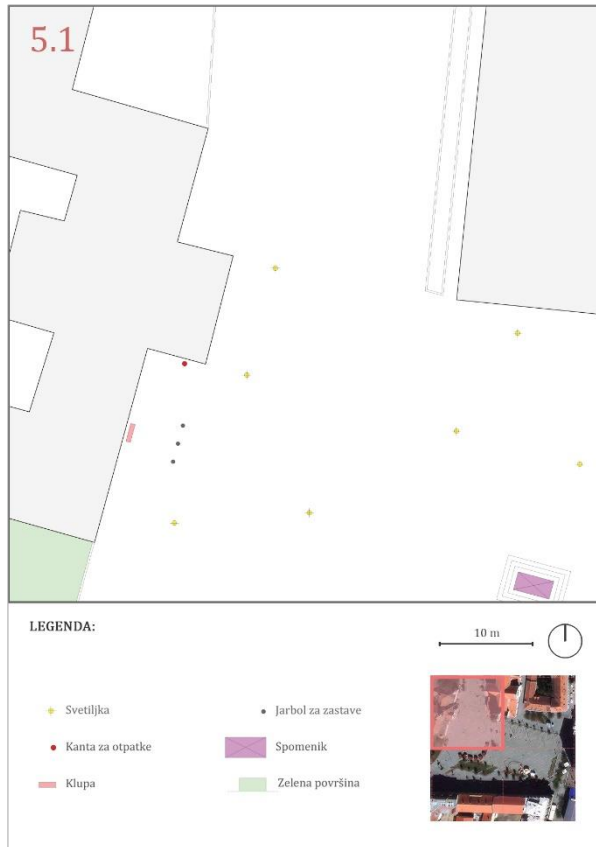 5.1
LEGENDA:
10 m
Svetiljka
Jarbol za zastave
Kanta za otpatke
Spomenik
Klupa
Zelena površina